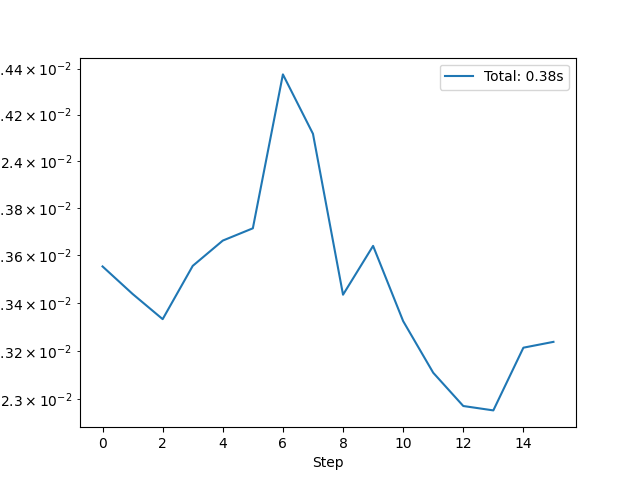 Total: 0.38s
.44 × 10⁻²
.42 × 10⁻²
2.4 × 10⁻²
.38 × 10⁻²
.36 × 10⁻²
.34 × 10⁻²
.32 × 10⁻²
2.3 × 10⁻²
0 2 4 6 8 10 12 14
Step